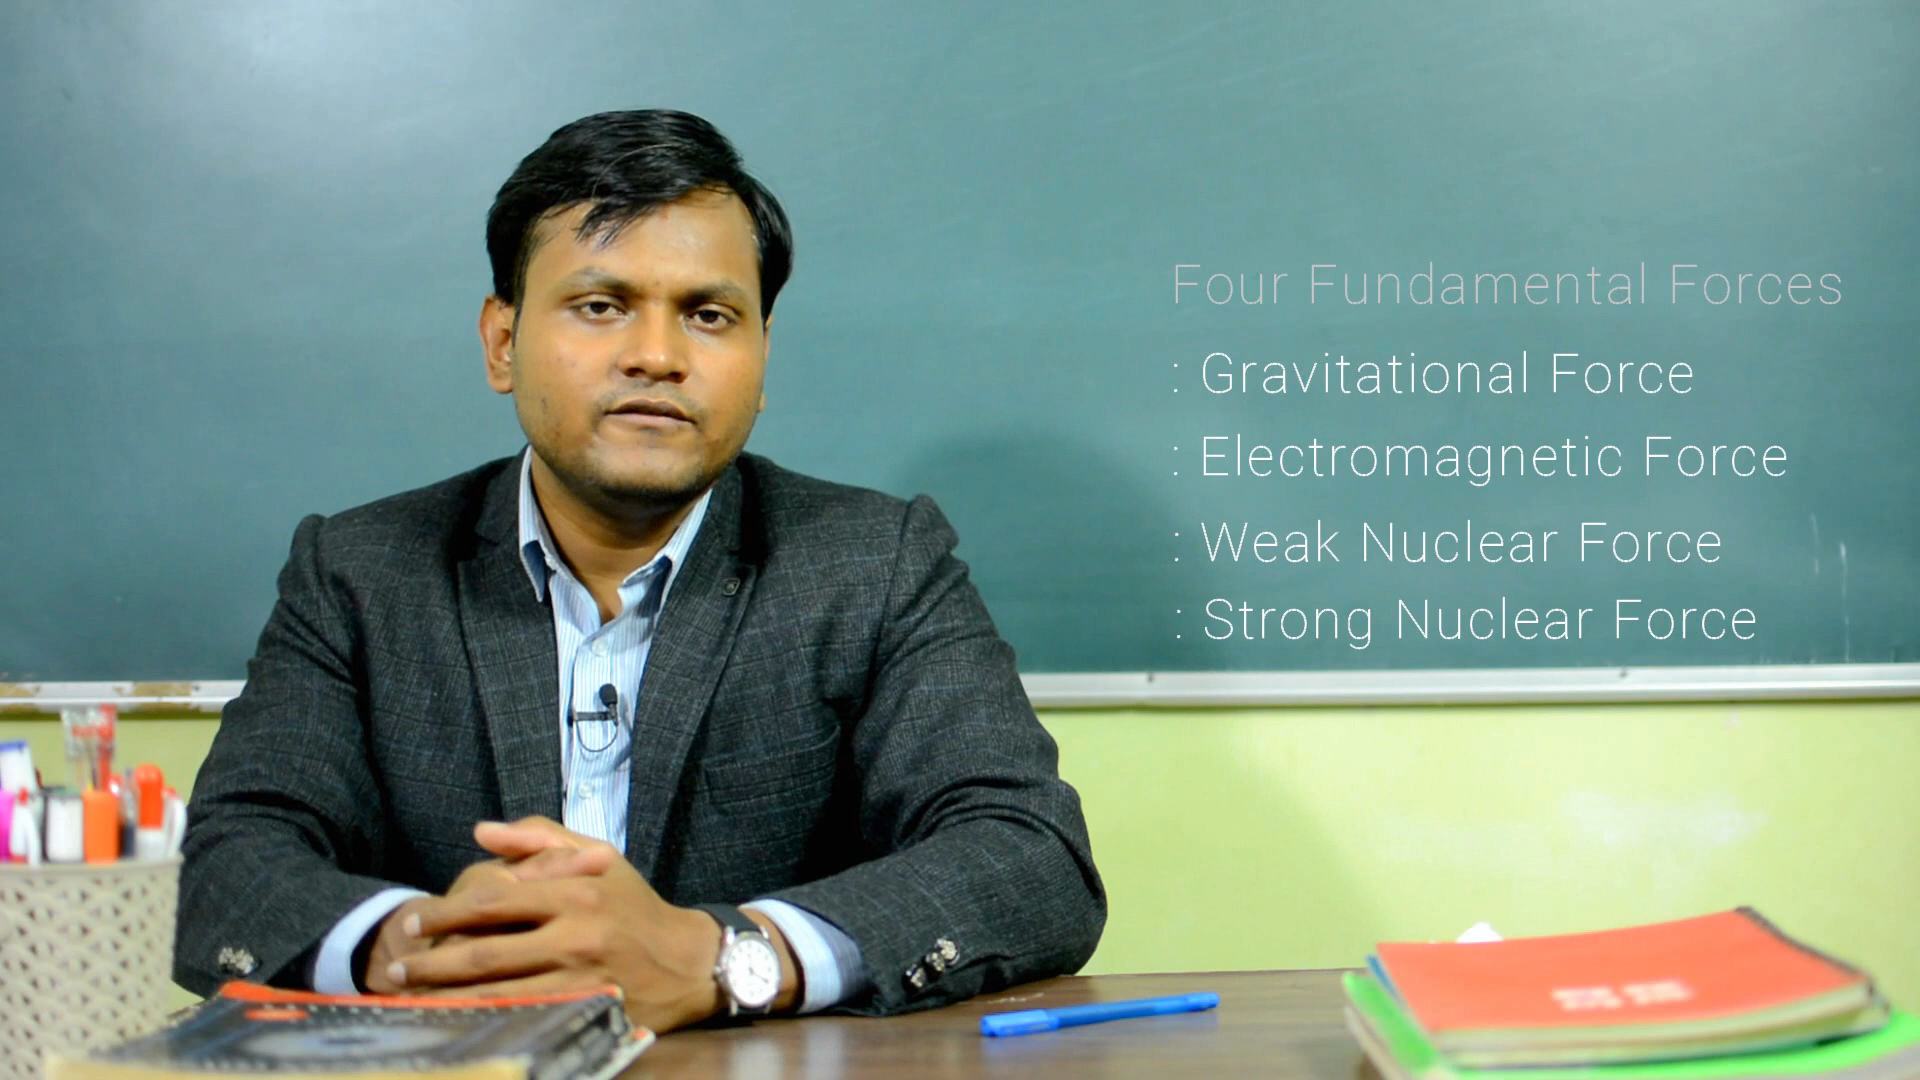 Four Fundamental Forces
: Gravitational Force
: Electromagnetic Force
: Weak Nuclear Force
: Strong Nuclear Force